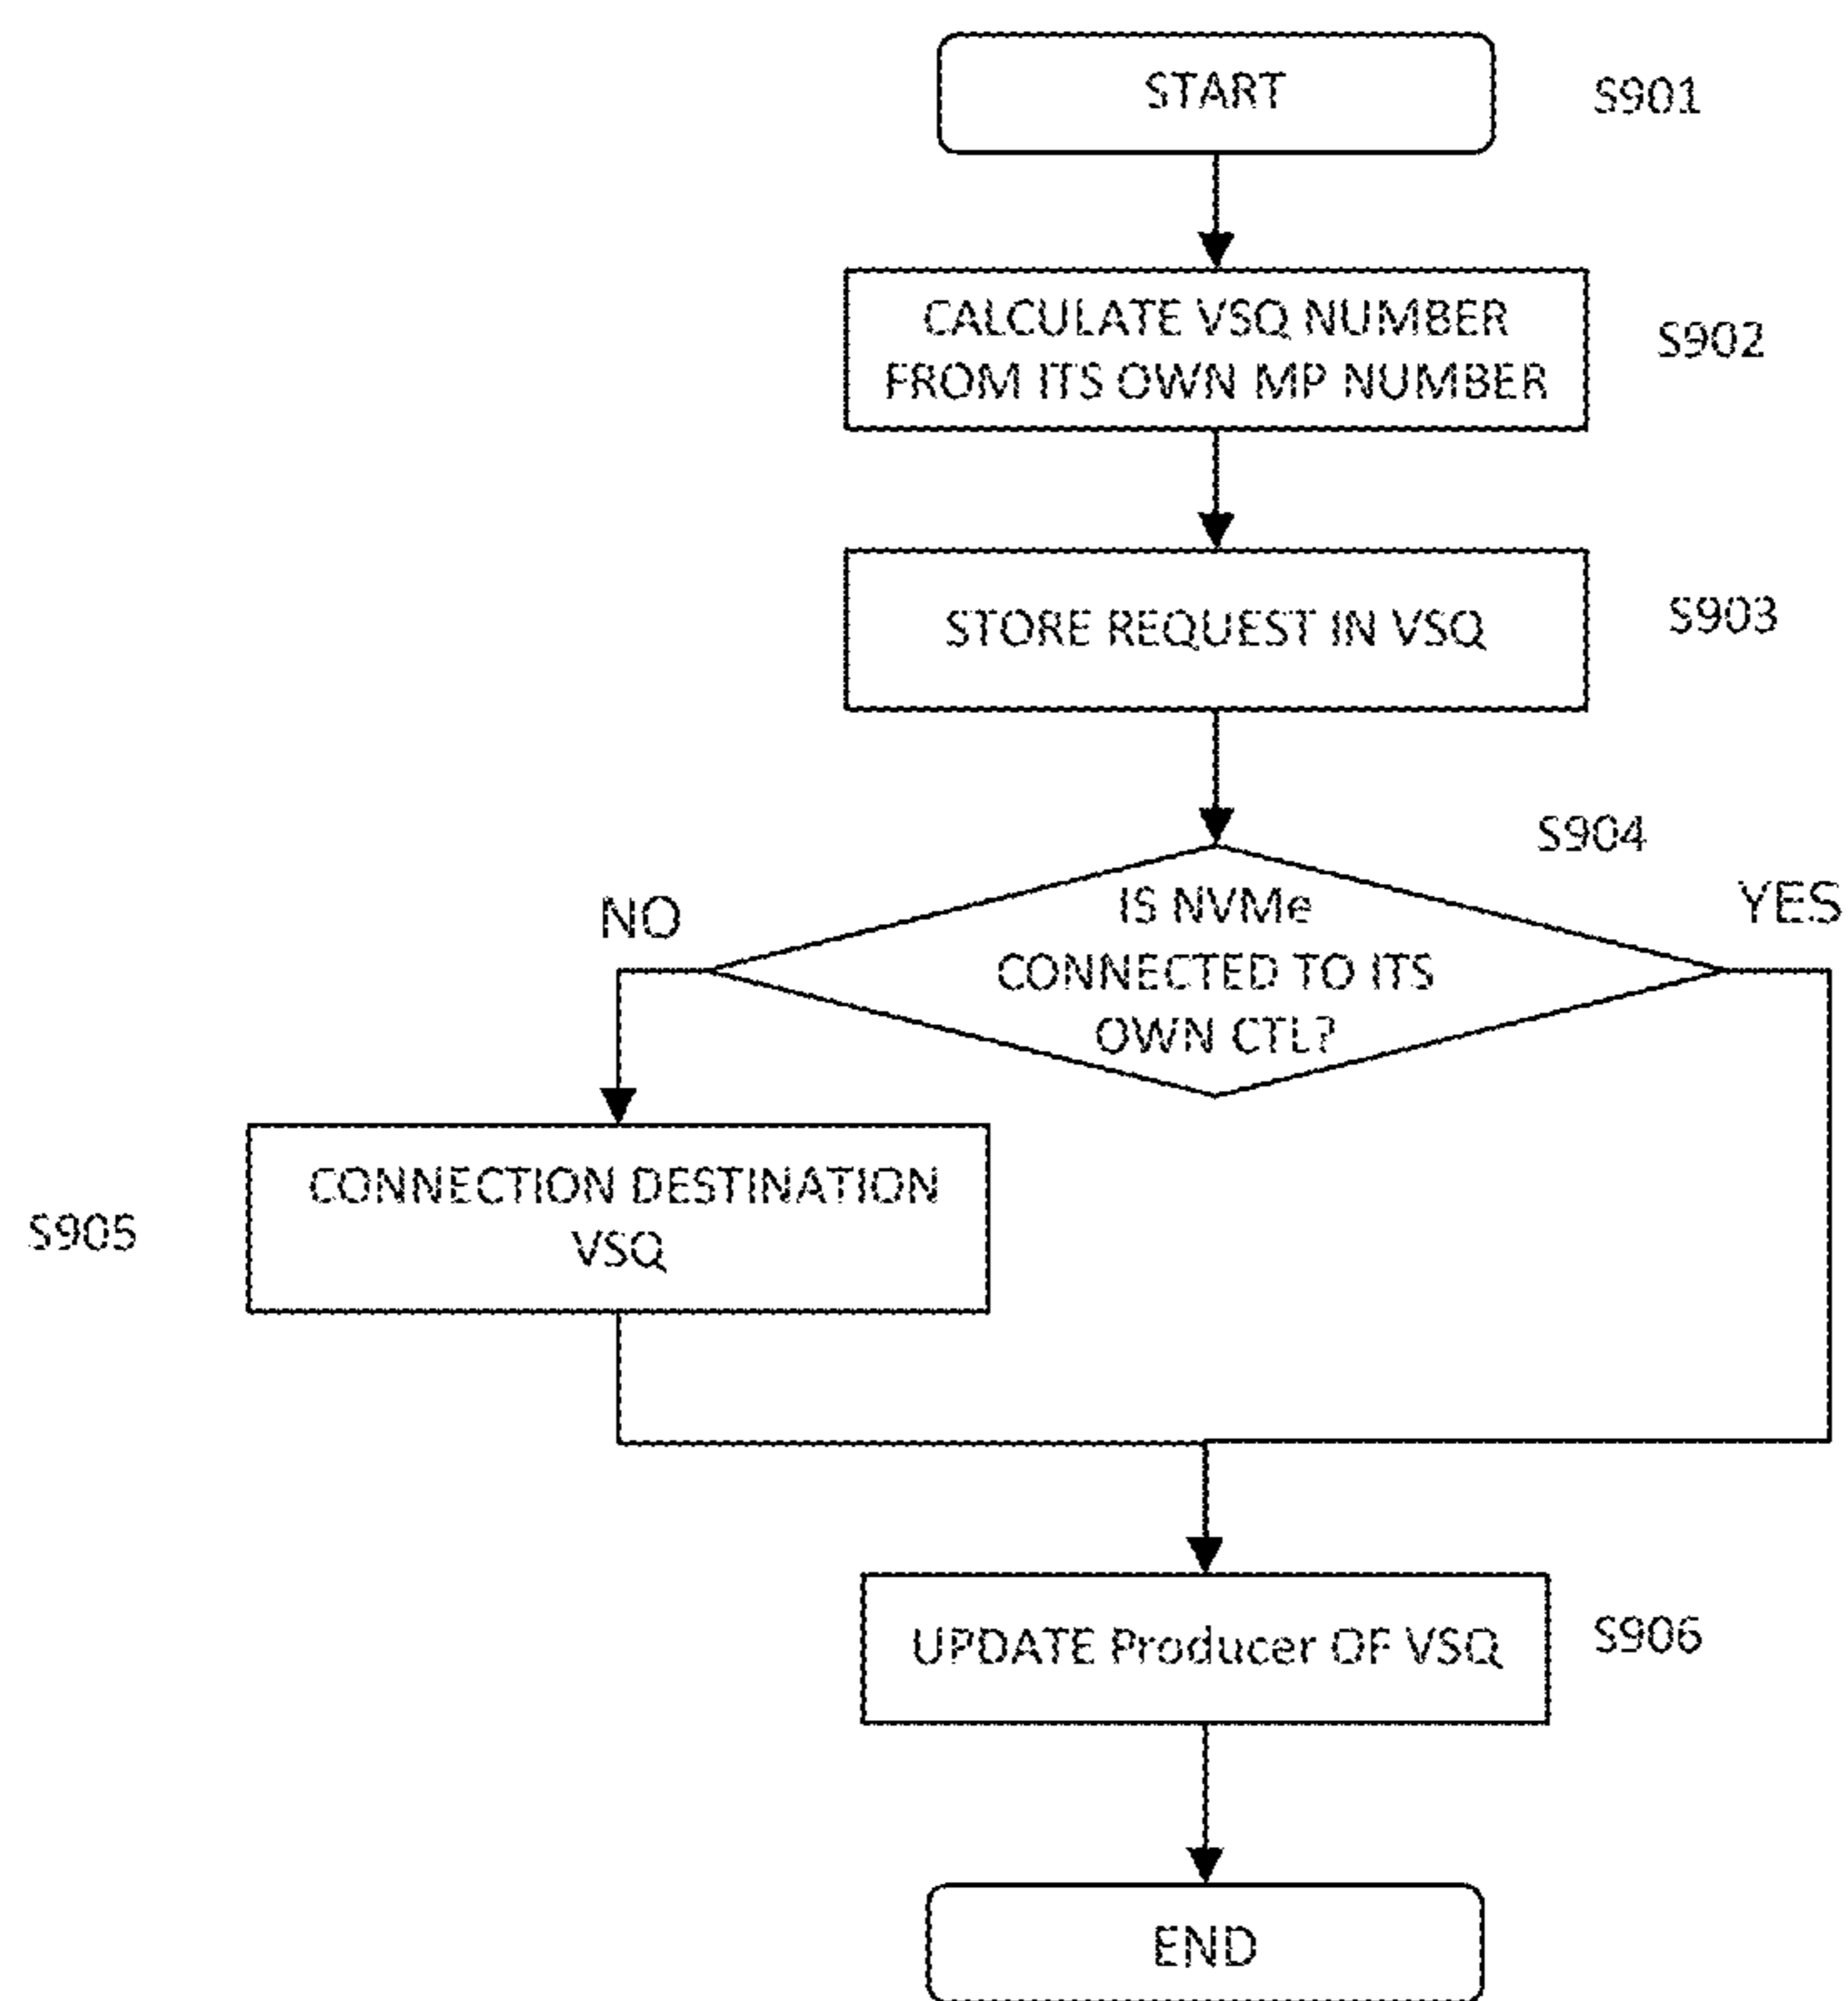 START
S901
CALCULATE VSQ NUMBER
FROM ITS OWN MP NUMBER
S902
STORE REQUEST IN VSQ
S903
S904
IS NVMe
CONNECTED TO ITS
OWN CTL?
NO
YES
CONNECTION DESTINATION
VSQ
S905
UPDATE Producer OF VSQ
S906
END